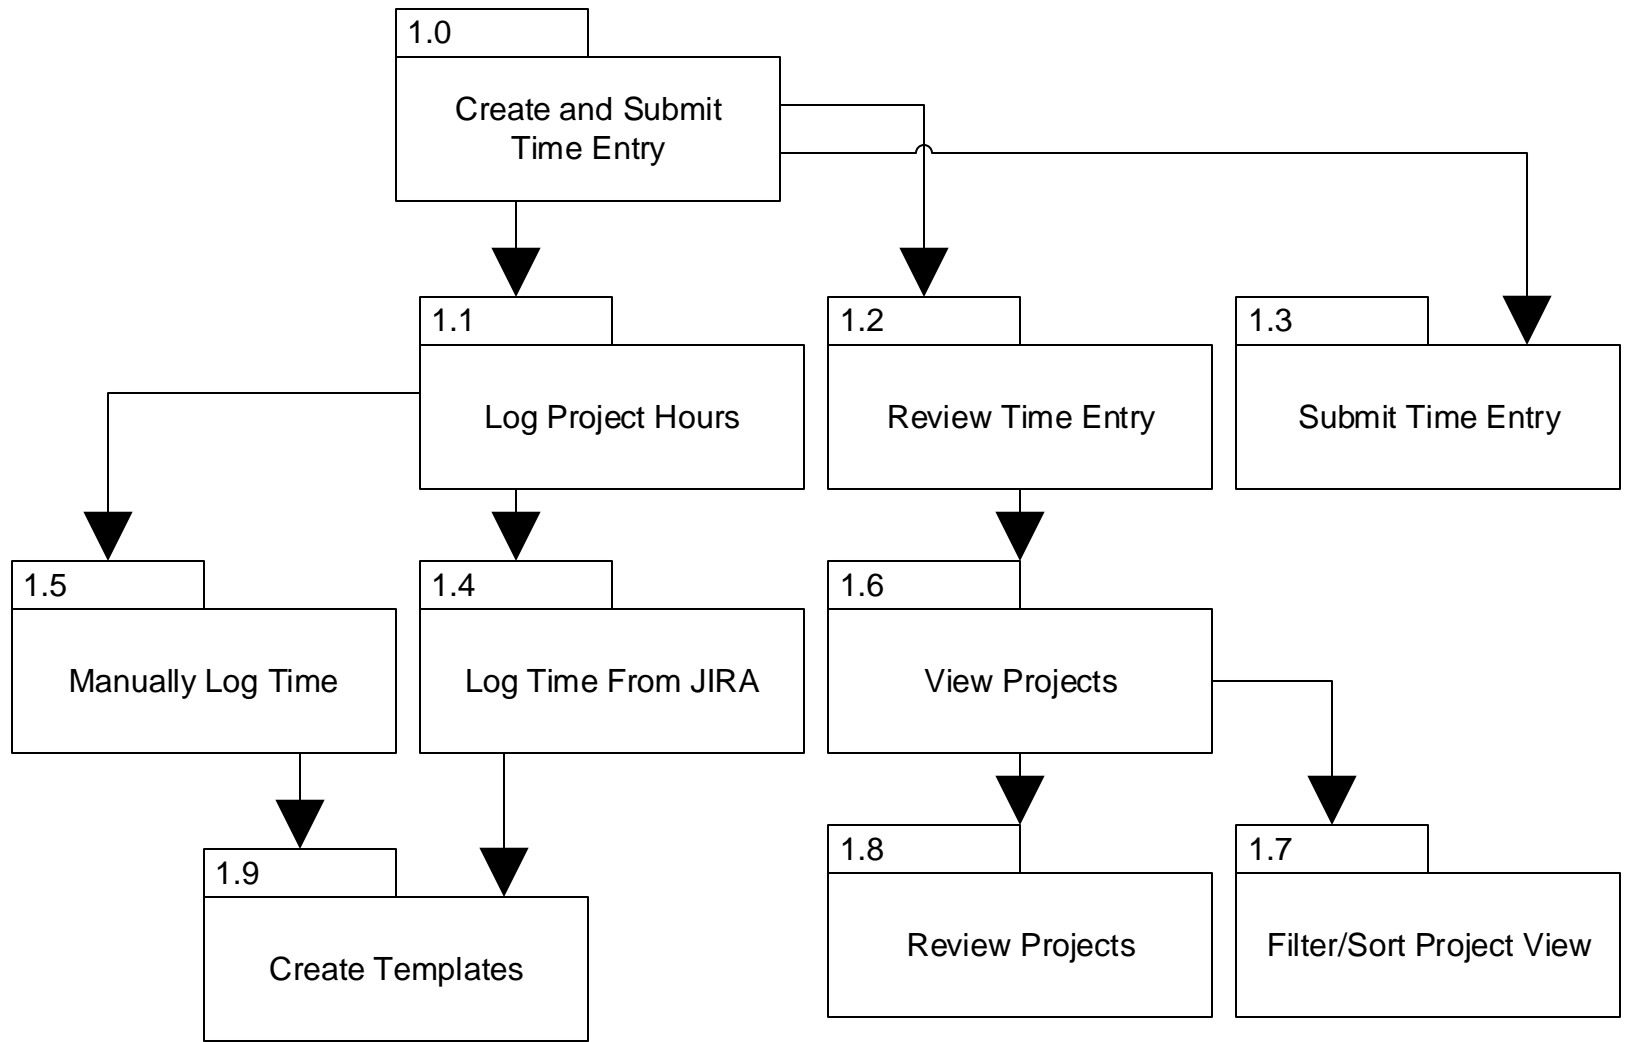 1.0
Create and Submit
Time Entry
1.1
Log Project Hours
1.2
Review Time Entry
1.3
Submit Time Entry
1.5
Manually Log Time
1.4
Log Time From JIRA
1.6
View Projects
1.9
Create Templates
1.8
Review Projects
1.7
Filter/Sort Project View